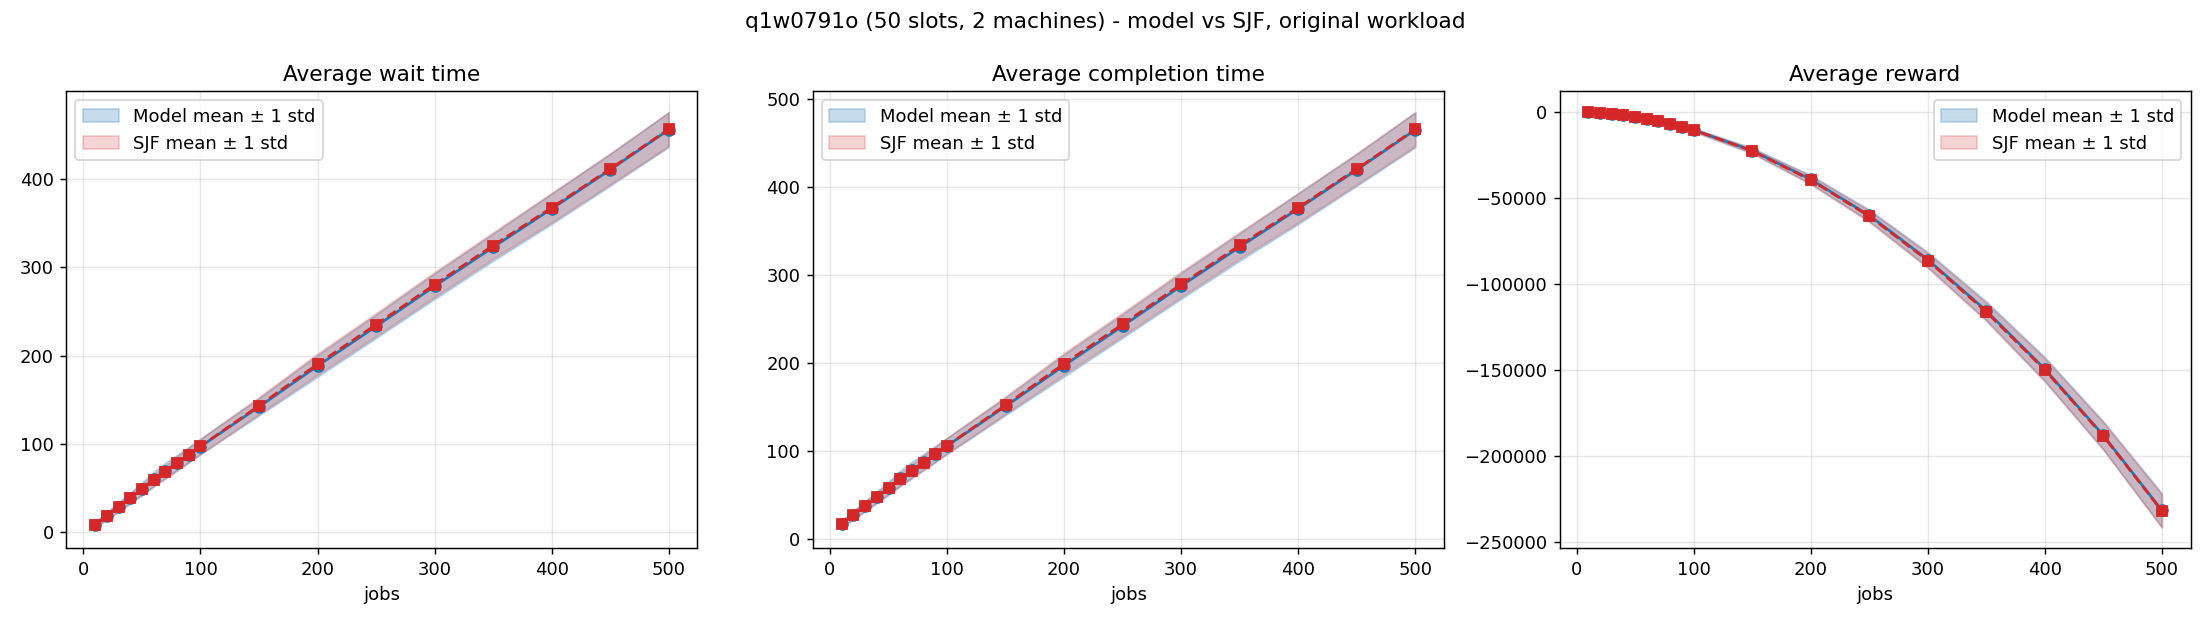 q1w0791o (50 slots, 2 machines) - model vs SJF, original workload
Average wait time
Model mean ± 1 std
SJF mean ± 1 std
400
300
200
100
0
0 100 200 300 400 500
jobs
Average completion time
Model mean ± 1 std
SJF mean ± 1 std
500
400
300
200
100
0
0 100 200 300 400 500
jobs
Average reward
Model mean ± 1 std
SJF mean ± 1 std
0
−50000
−100000
−150000
−200000
−250000
0 100 200 300 400 500
jobs